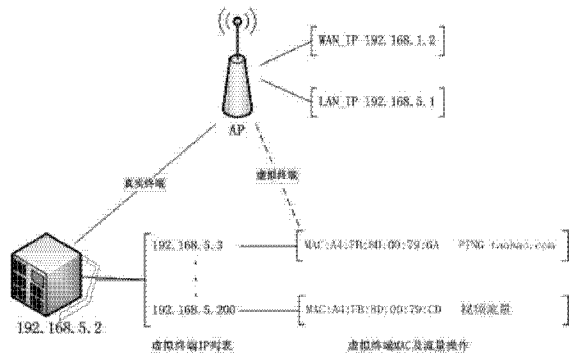 WAN_IP 192.168.1.2
LAN_IP 192.168.5.1
AP
真实终端
虚拟终端
192.168.5.3
MAC:A4:FB:8D:00:79:6A PING taobao.com
192.168.5.200
MAC:A4:FB:8D:0D:79:CD 视频流量
192.168.5.2
虚拟终端IP列表
虚拟终端MAC及流量操作